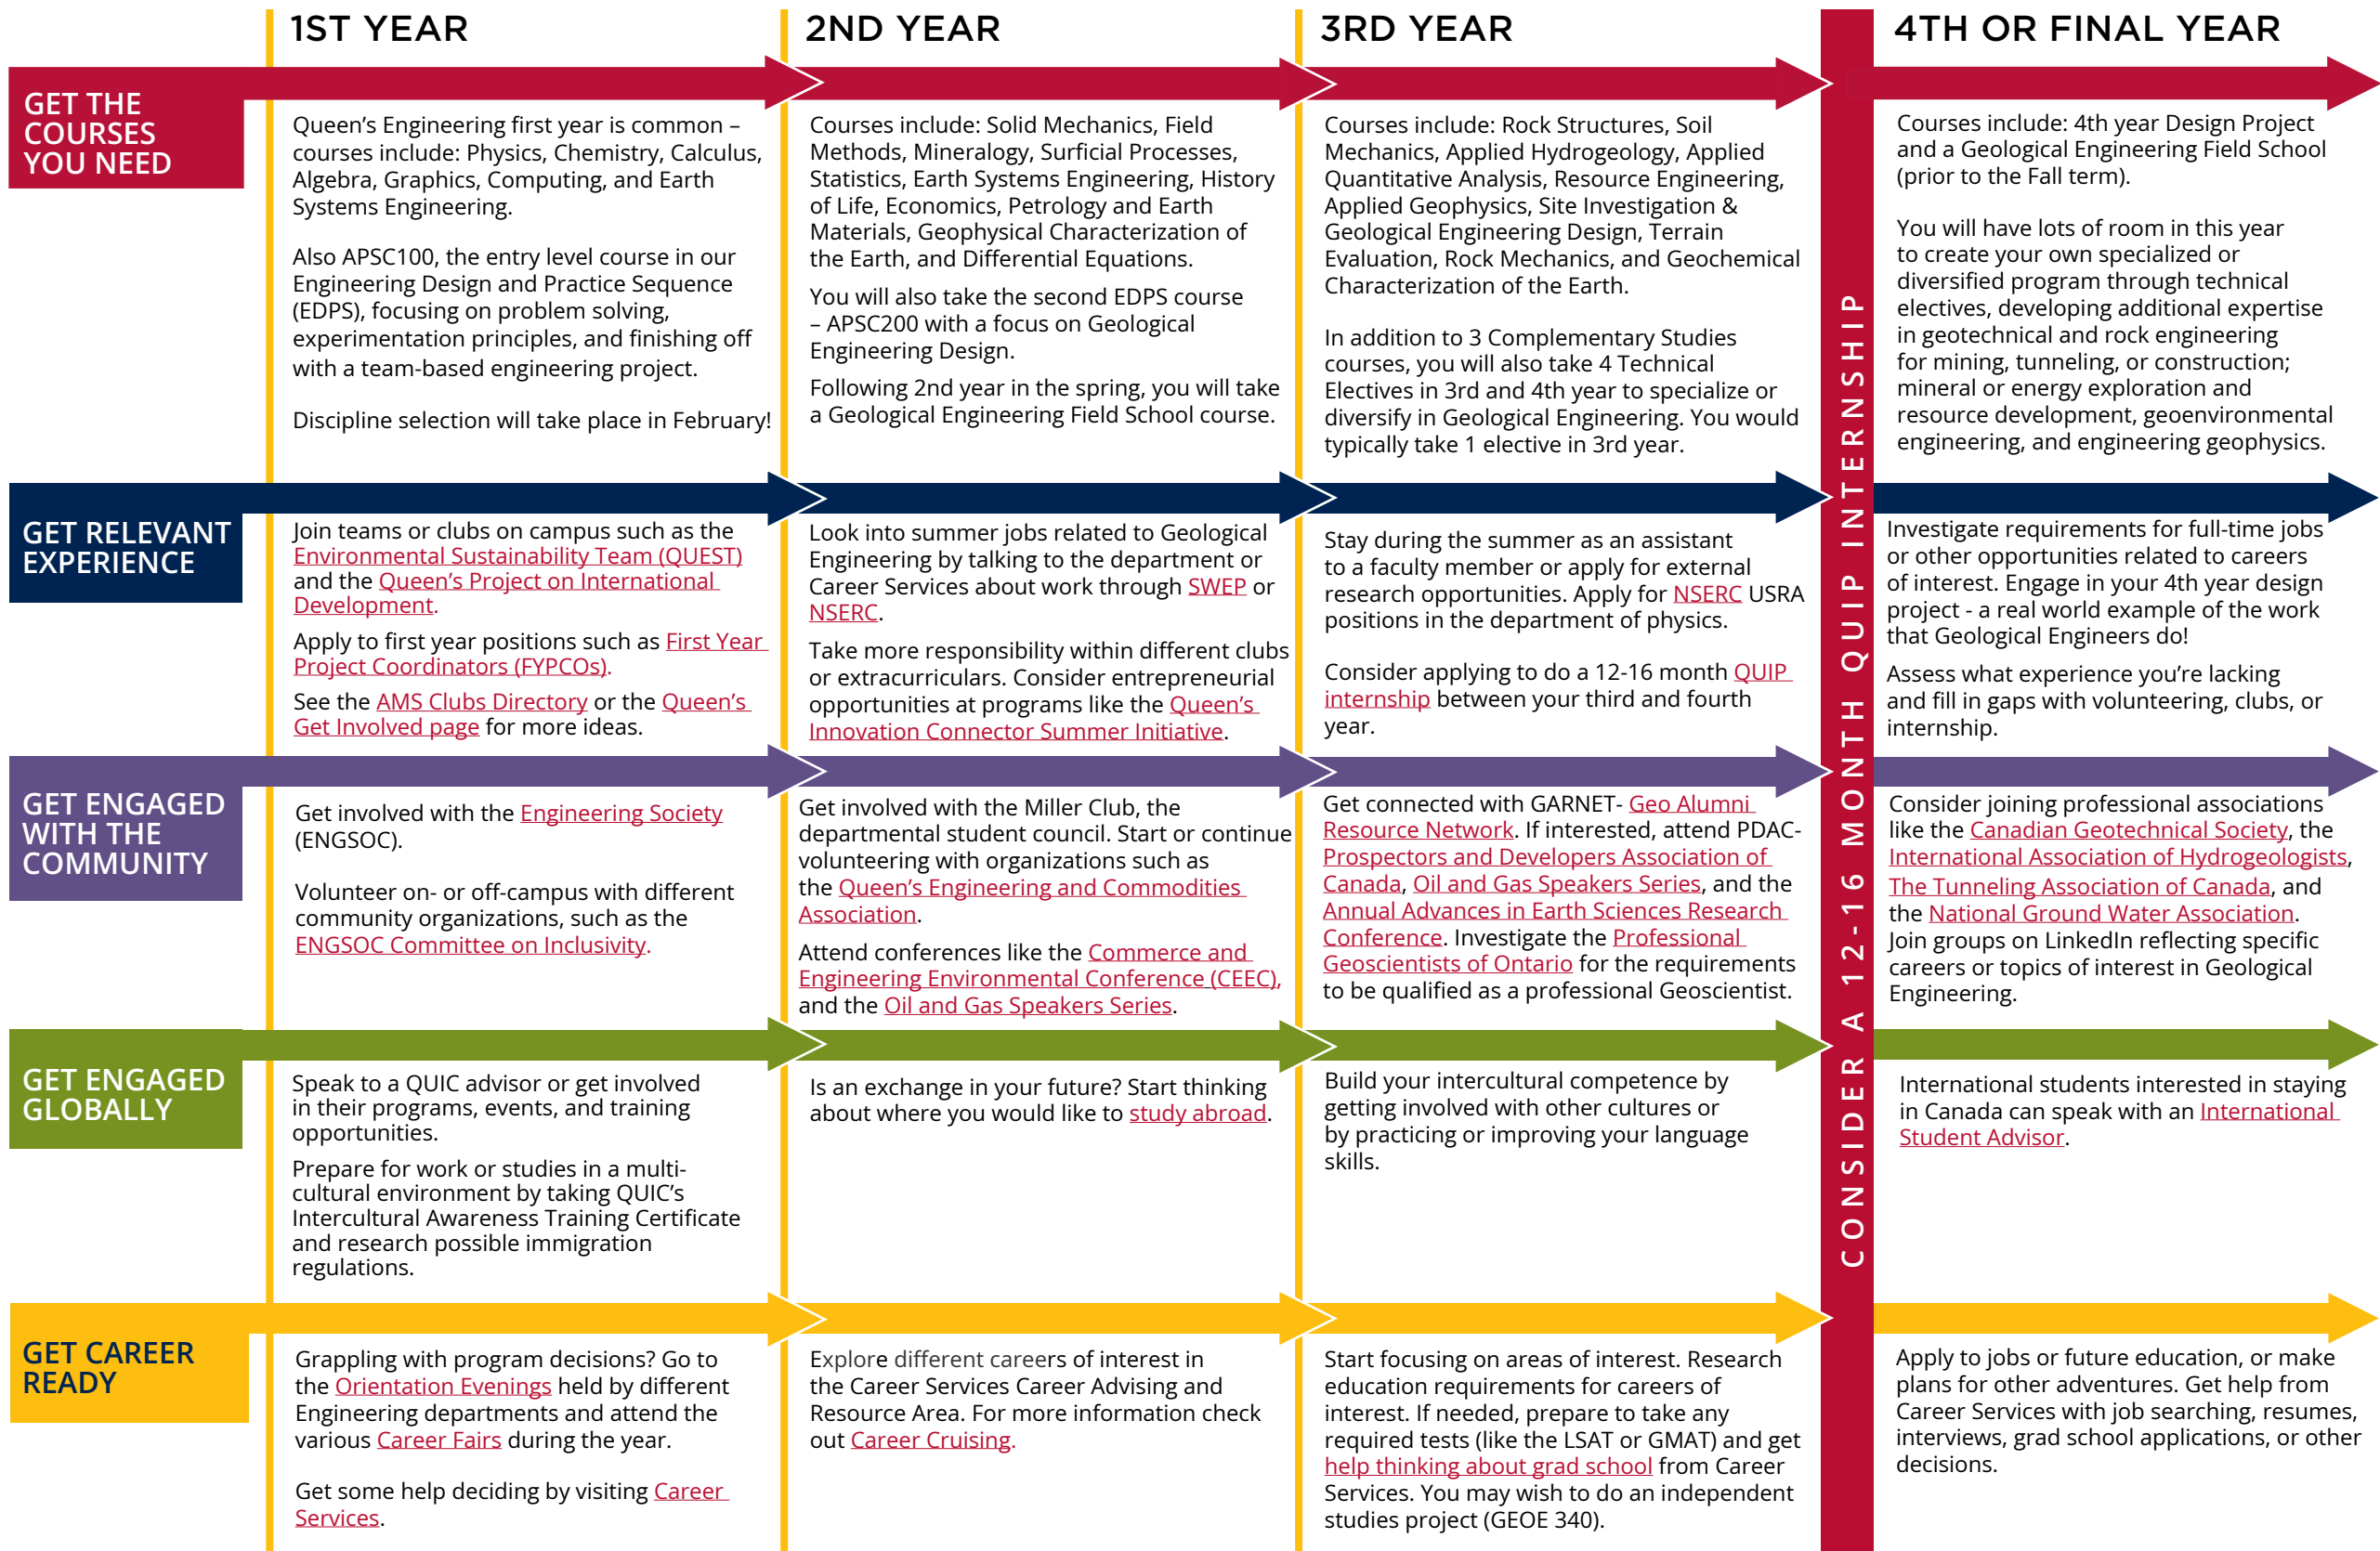 1ST YEAR
2ND YEAR
3RD YEAR
4TH OR FINAL YEAR
GET THE
COURSES
YOU NEED
Queen's Engineering first year is common –
courses include: Physics, Chemistry, Calculus,
Algebra, Graphics, Computing, and Earth
Systems Engineering.
Also APSC100, the entry level course in our
Engineering Design and Practice Sequence
(EDPS), focusing on problem solving,
experimentation principles, and finishing off
with a team-based engineering project.
Discipline selection will take place in February!
Courses include: Solid Mechanics, Field
Methods, Mineralogy, Surficial Processes,
Statistics, Earth Systems Engineering, History
of Life, Economics, Petrology and Earth
Materials, Geophysical Characterization of
the Earth, and Differential Equations.
You will also take the second EDPS course
– APSC200 with a focus on Geological
Engineering Design.
Following 2nd year in the spring, you will take
a Geological Engineering Field School course.
Courses include: Rock Structures, Soil
Mechanics, Applied Hydrogeology, Applied
Quantitative Analysis, Resource Engineering,
Applied Geophysics, Site Investigation &
Geological Engineering Design, Terrain
Evaluation, Rock Mechanics, and Geochemical
Characterization of the Earth.
In addition to 3 Complementary Studies
courses, you will also take 4 Technical
Electives in 3rd and 4th year to specialize or
diversify in Geological Engineering. You would
typically take 1 elective in 3rd year.
CONSIDER A 12-16 MONTH QUIP INTERNSHIP
Courses include: 4th year Design Project
and a Geological Engineering Field School
(prior to the Fall term).
You will have lots of room in this year
to create your own specialized or
diversified program through technical
electives, developing additional expertise
in geotechnical and rock engineering
for mining, tunneling, or construction;
mineral or energy exploration and
resource development, geoenvironmental
engineering, and engineering geophysics.
GET RELEVANT
EXPERIENCE
Join teams or clubs on campus such as the
Environmental Sustainability Team (QUEST)
and the Queen's Project on International
Development.
Apply to first year positions such as First Year
Project Coordinators (FYPCOs).
See the AMS Clubs Directory or the Queen's
Get Involved page for more ideas.
Look into summer jobs related to Geological
Engineering by talking to the department or
Career Services about work through SWEP or
NSERC.
Take more responsibility within different clubs
or extracurriculars. Consider entrepreneurial
opportunities at programs like the Queen's
Innovation Connector Summer Initiative.
Stay during the summer as an assistant
to a faculty member or apply for external
research opportunities. Apply for NSERC USRA
positions in the department of physics.
Consider applying to do a 12-16 month QUIP
internship between your third and fourth
year.
Investigate requirements for full-time jobs
or other opportunities related to careers
of interest. Engage in your 4th year design
project - a real world example of the work
that Geological Engineers do!
Assess what experience you're lacking
and fill in gaps with volunteering, clubs, or
internship.
GET ENGAGED
WITH THE
COMMUNITY
Get involved with the Engineering Society
(ENGSOC).
Volunteer on- or off-campus with different
community organizations, such as the
ENGSOC Committee on Inclusivity.
Get involved with the Miller Club, the
departmental student council. Start or continue
volunteering with organizations such as
the Queen's Engineering and Commodities
Association.
Attend conferences like the Commerce and
Engineering Environmental Conference (CEEC),
and the Oil and Gas Speakers Series.
Get connected with GARNET- Geo Alumni
Resource Network. If interested, attend PDAC-
Prospectors and Developers Association of
Canada, Oil and Gas Speakers Series, and the
Annual Advances in Earth Sciences Research
Conference. Investigate the Professional
Geoscientists of Ontario for the requirements
to be qualified as a professional Geoscientist.
Consider joining professional associations
like the Canadian Geotechnical Society, the
International Association of Hydrogeologists,
The Tunneling Association of Canada, and
the National Ground Water Association.
Join groups on LinkedIn reflecting specific
careers or topics of interest in Geological
Engineering.
GET ENGAGED
GLOBALLY
Speak to a QUIC advisor or get involved
in their programs, events, and training
opportunities.
Prepare for work or studies in a multi-
cultural environment by taking QUIC's
Intercultural Awareness Training Certificate
and research possible immigration
regulations.
Is an exchange in your future? Start thinking
about where you would like to study abroad.
Build your intercultural competence by
getting involved with other cultures or
by practicing or improving your language
skills.
International students interested in staying
in Canada can speak with an International
Student Advisor.
GET CAREER
READY
Grappling with program decisions? Go to
the Orientation Evenings held by different
Engineering departments and attend the
various Career Fairs during the year.
Get some help deciding by visiting Career
Services.
Explore different careers of interest in
the Career Services Career Advising and
Resource Area. For more information check
out Career Cruising.
Start focusing on areas of interest. Research
education requirements for careers of
interest. If needed, prepare to take any
required tests (like the LSAT or GMAT) and get
help thinking about grad school from Career
Services. You may wish to do an independent
studies project (GEOE 340).
Apply to jobs or future education, or make
plans for other adventures. Get help from
Career Services with job searching, resumes,
interviews, grad school applications, or other
decisions.